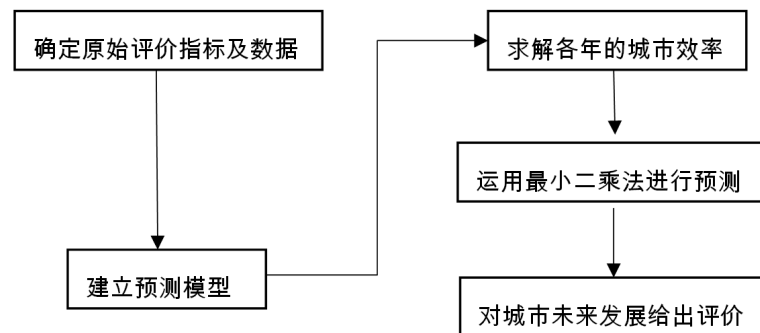 确定原始评价指标及数据
建立预测模型
求解各年的城市效率
运用最小二乘法进行预测
对城市未来发展给出评价